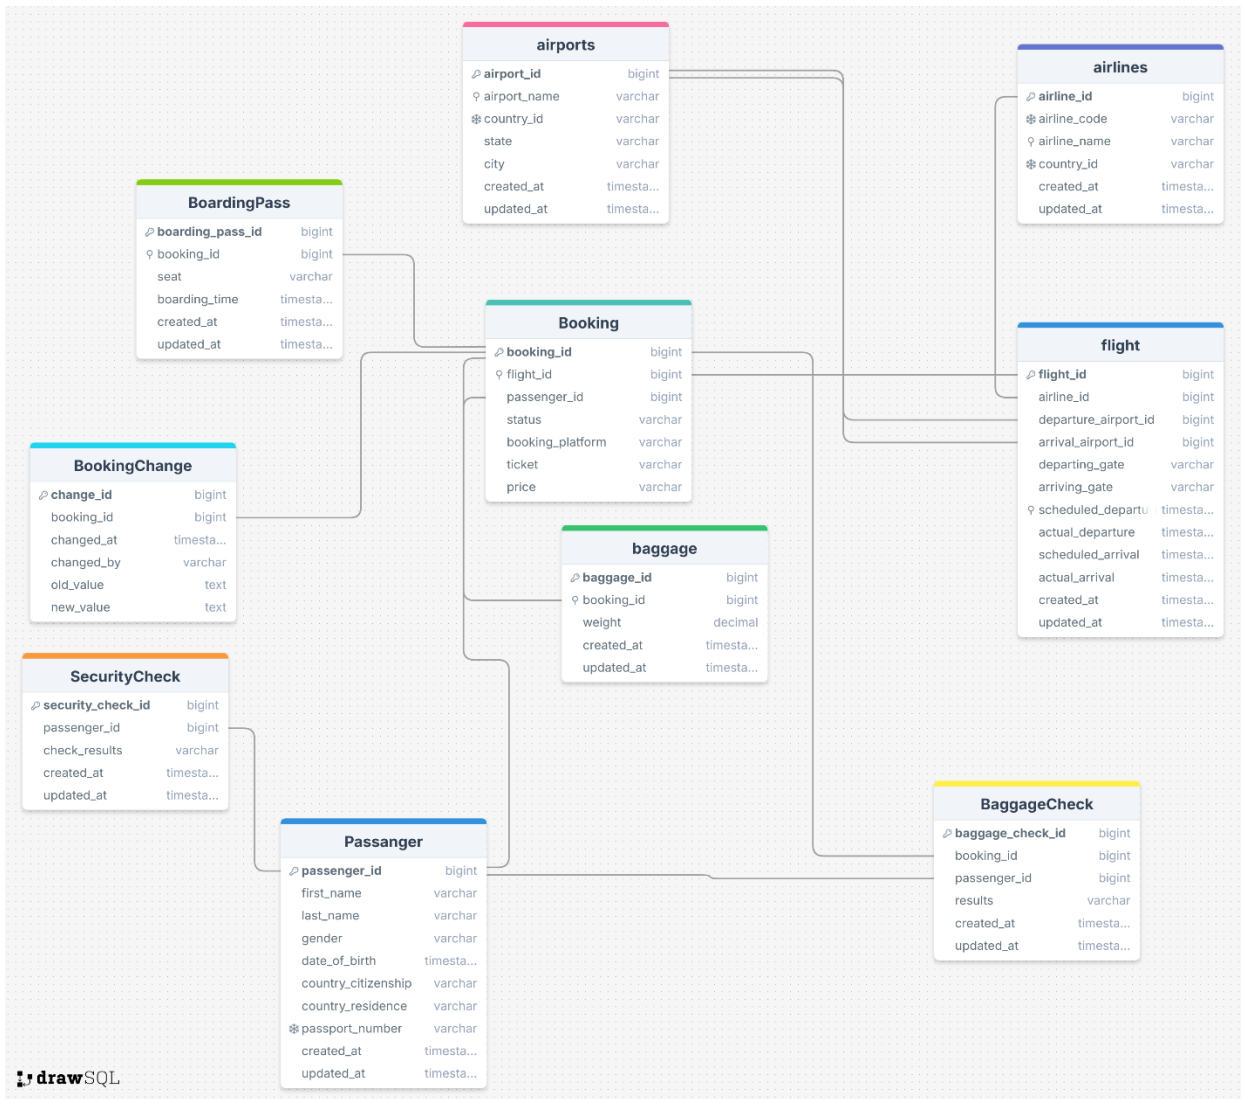 airports
airport_id bigint
airport_name varchar
country_id varchar
state varchar
city varchar
created_at timesta...
updated_at timesta...
airlines
airline_id bigint
airline_code varchar
airline_name varchar
country_id varchar
created_at timesta...
updated_at timesta...
BoardingPass
boarding_pass_id bigint
booking_id bigint
seat varchar
boarding_time timesta...
created_at timesta...
updated_at timesta...
Booking
booking_id bigint
flight_id bigint
passenger_id bigint
status varchar
booking_platform varchar
ticket varchar
price varchar
flight
flight_id bigint
airline_id bigint
departure_airport_id bigint
arrival_airport_id bigint
departing_gate varchar
arriving_gate varchar
scheduled_departu timesta...
actual_departure timesta...
scheduled_arrival timesta...
actual_arrival timesta...
created_at timesta...
updated_at timesta...
BookingChange
change_id bigint
booking_id bigint
changed_at timesta...
changed_by varchar
old_value text
new_value text
baggage
baggage_id bigint
booking_id bigint
weight decimal
created_at timesta...
updated_at timesta...
SecurityCheck
security_check_id bigint
passenger_id bigint
check_results varchar
created_at timesta...
updated_at timesta...
Passanger
passenger_id bigint
first_name varchar
last_name varchar
gender varchar
date_of_birth timesta...
country_citizenship varchar
country_residence varchar
passport_number varchar
created_at timesta...
updated_at timesta...
BaggageCheck
baggage_check_id bigint
booking_id bigint
passenger_id bigint
results varchar
created_at timesta...
updated_at timesta...
drawSQL